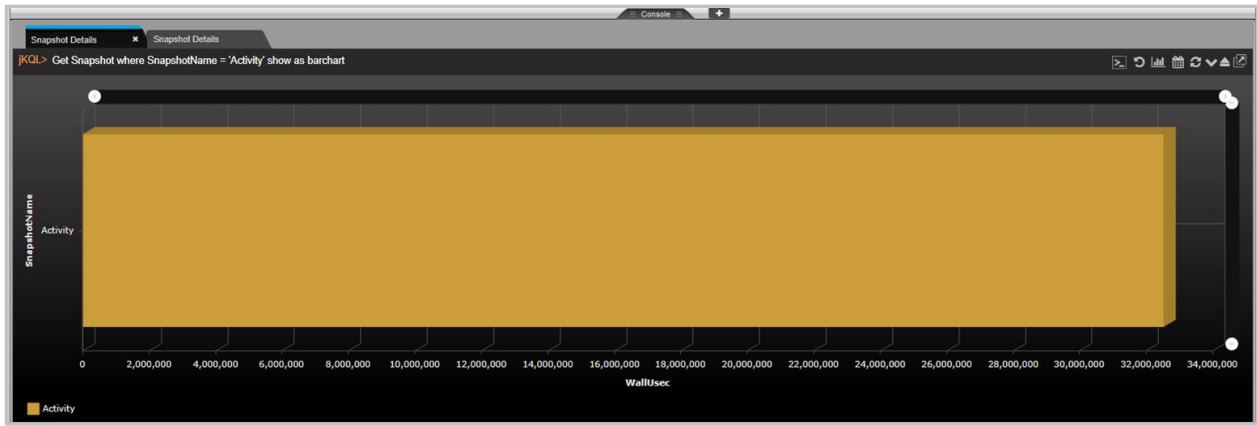 Console
Snapshot Details
Snapshot Details
jKQL> Get Snapshot where SnapshotName = 'Activity' show as barchart
SnapshotName
Activity
0 2,000,000 4,000,000 6,000,000 8,000,000 10,000,000 12,000,000 14,000,000 16,000,000 18,000,000 20,000,000 22,000,000 24,000,000 26,000,000 28,000,000 30,000,000 32,000,000 34,000,000
WallUsec
Activity